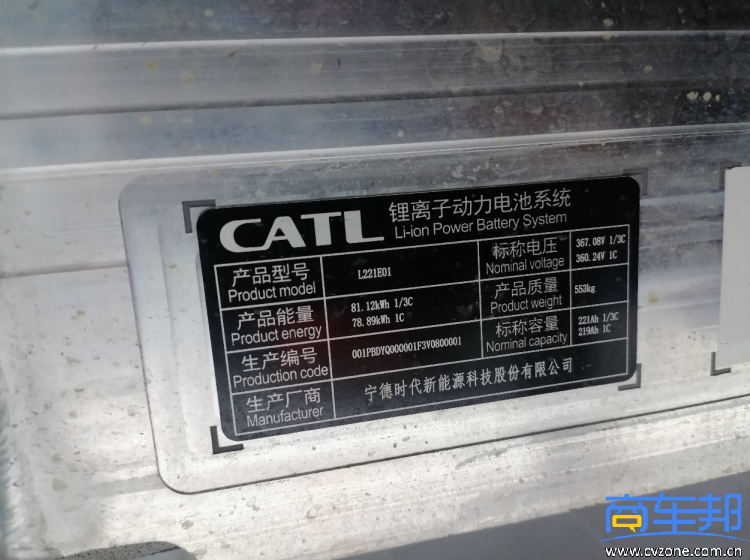 CATL 锂离子动力电池系统
Li-ion Power Battery System
产品型号 L221E01 标称电压 367.08V 1/3C
Product model Nominal voltage 360.24V 1C
产品能量 81.12kWh 1/3C 产品质量 553kg
Product energy 78.89kWh 1C Product weight
生产编号 001PBDYQ000001F3V0800001 标称容量 221Ah 1/3C
Production code Nominal capacity 219Ah 1C
生产厂商 宁德时代新能源科技股份有限公司
Manufacturer
商车邦
www.cvzone.com.cn